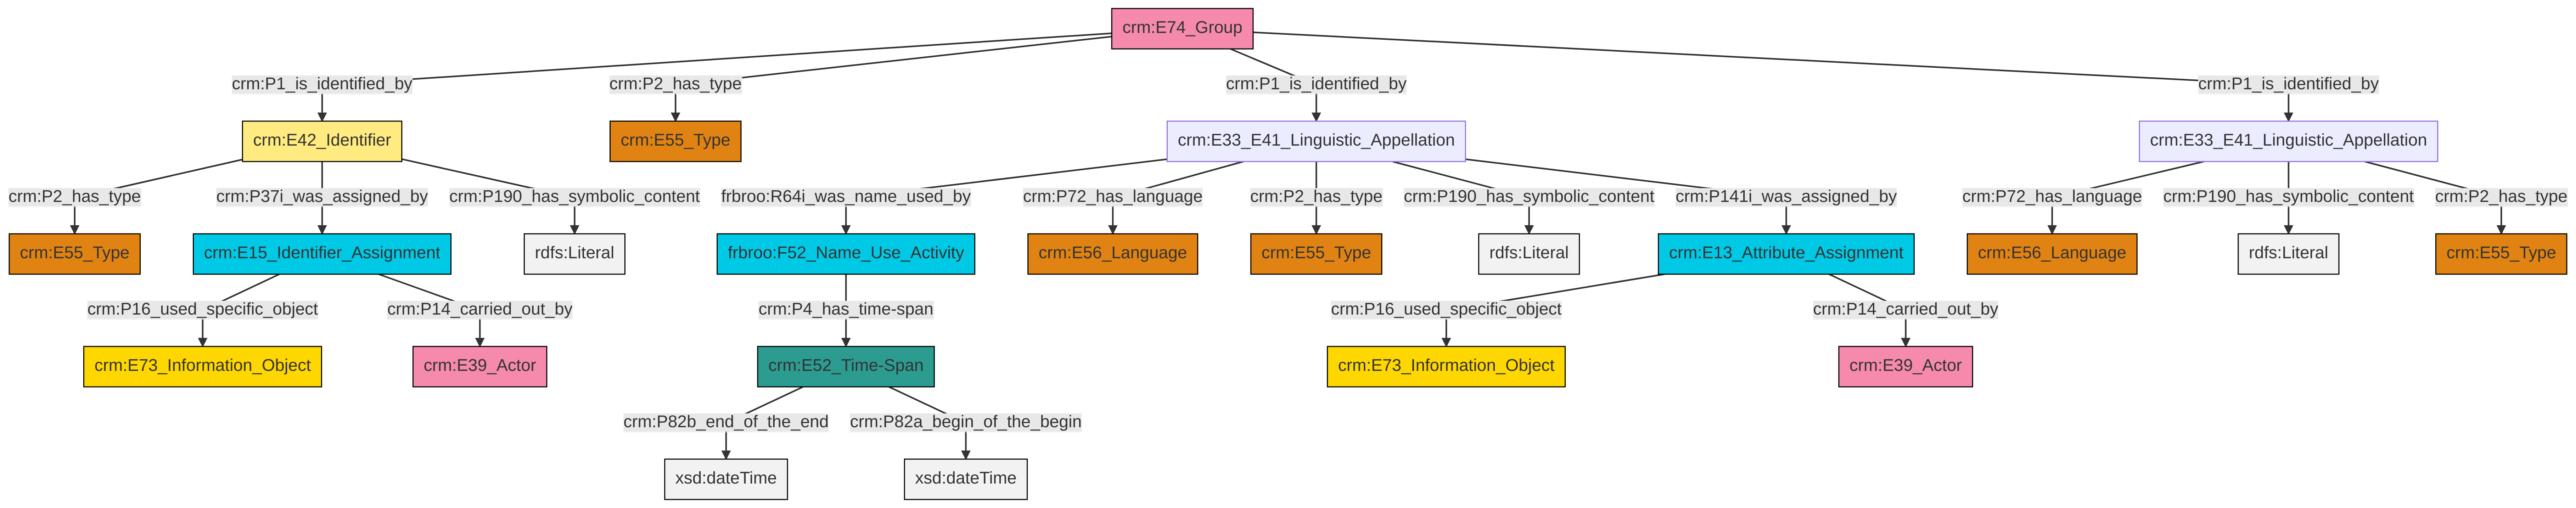 crm:E74_Group
crm:P1_is_identified_by
crm:P2_has_type
crm:P1_is_identified_by
crm:P1_is_identified_by
crm:E42_Identifier
crm:E55_Type
crm:E33_E41_Linguistic_Appellation
crm:E33_E41_Linguistic_Appellation
crm:P2_has_type
crm:P37i_was_assigned_by
crm:P190_has_symbolic_content
frbroo:R64i_was_name_used_by
crm:P72_has_language
crm:P2_has_type
crm:P190_has_symbolic_content
crm:P141i_was_assigned_by
crm:P72_has_language
crm:P190_has_symbolic_content
crm:P2_has_type
crm:E55_Type
crm:E15_Identifier_Assignment
rdfs:Literal
frbroo:F52_Name_Use_Activity
crm:E56_Language
crm:E55_Type
rdfs:Literal
crm:E13_Attribute_Assignment
crm:E56_Language
rdfs:Literal
crm:E55_Type
crm:P16_used_specific_object
crm:P14_carried_out_by
crm:P4_has_time-span
crm:P16_used_specific_object
crm:P14_carried_out_by
crm:E73_Information_Object
crm:E39_Actor
crm:E52_Time-Span
crm:E73_Information_Object
crm:E39_Actor
crm:P82b_end_of_the_end
crm:P82a_begin_of_the_begin
xsd:dateTime
xsd:dateTime